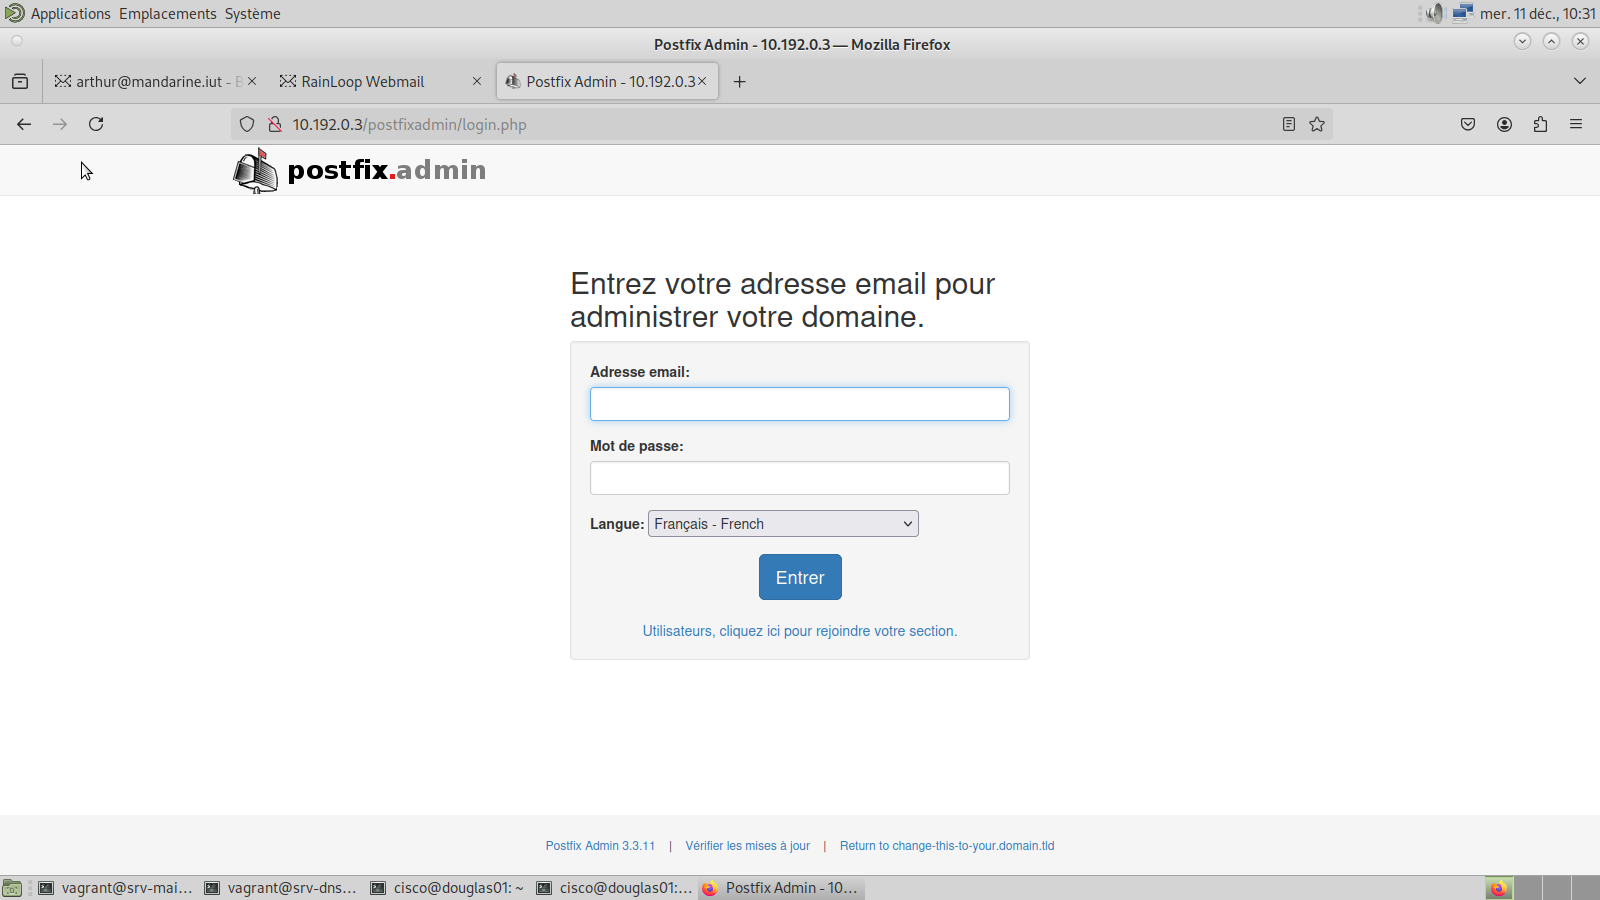 Applications Emplacements Système
mer. 11 déc., 10:31
Postfix Admin - 10.192.0.3 — Mozilla Firefox
arthur@mandarine.iut -
RainLoop Webmail
Postfix Admin - 10.192.0.3
10.192.0.3/postfixadmin/login.php
postfix.admin
Entrez votre adresse email pour
administrer votre domaine.
Adresse email:
Mot de passe:
Langue: Français - French
Entrer
Utilisateurs, cliquez ici pour rejoindre votre section.
Postfix Admin 3.3.11 | Vérifier les mises à jour | Return to change-this-to-your.domain.tld
vagrant@srv-mai...
vagrant@srv-dns...
cisco@douglas01: ~
cisco@douglas01:...
Postfix Admin - 10...